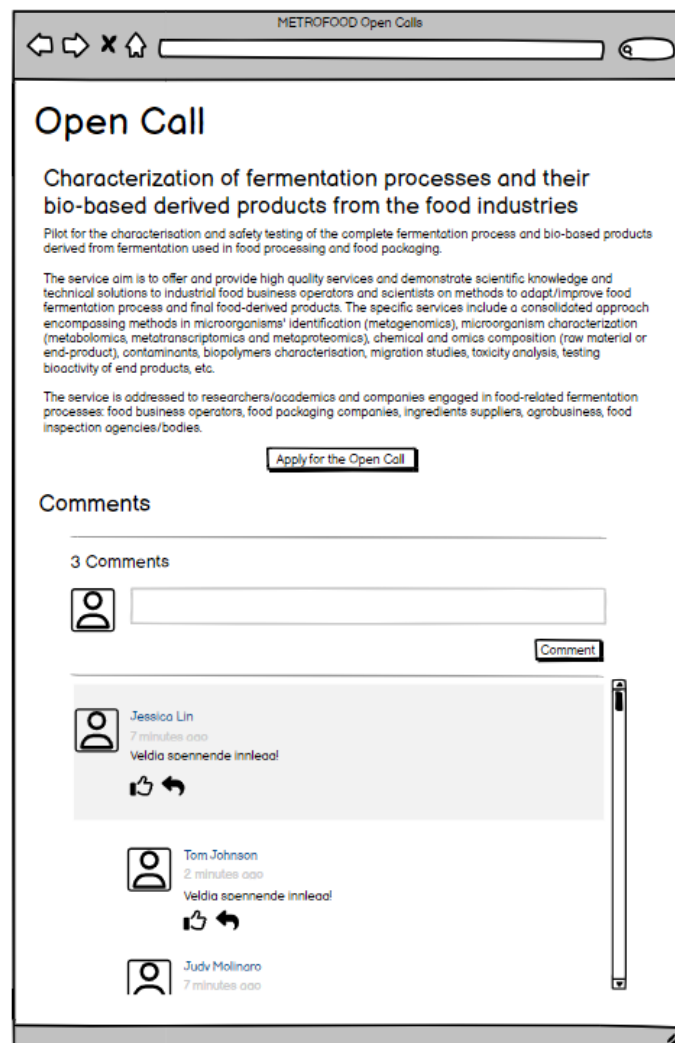 METROFOOD Open Calls
Open Call
Characterization of fermentation processes and their
bio-based derived products from the food industries
Pilot for the characterisation and safety testing of the complete fermentation process and bio-based products
derived from fermentation used in food processing and food packaging.
The service aim is to offer and provide high quality services and demonstrate scientific knowledge and
technical solutions to industrial food business operators and scientists on methods to adapt/improve food
fermentation process and final food-derived products. The specific services include a consolidated approach
encompassing methods in microorganisms' identification (metagenomics), microorganism characterization
(metabolomics, metatranscriptomics and metaproteomics), chemical and omics composition (raw material or
end-product), contaminants, biopolymers characterisation, migration studies, toxicity analysis, testing
bioactivity of end products, etc.
The service is addressed to researchers/academics and companies engaged in food-related fermentation
processes: food business operators, food packaging companies, ingredients suppliers, agrobusiness, food
inspection agencies/bodies.
Apply for the Open Call
Comments
3 Comments
Comment
Jessica Lin
7 minutes ago
Veldig spennende innlegg!
Tom Johnson
2 minutes ago
Veldig spennende innlegg!
Judy Molinaro
7 minutes ago